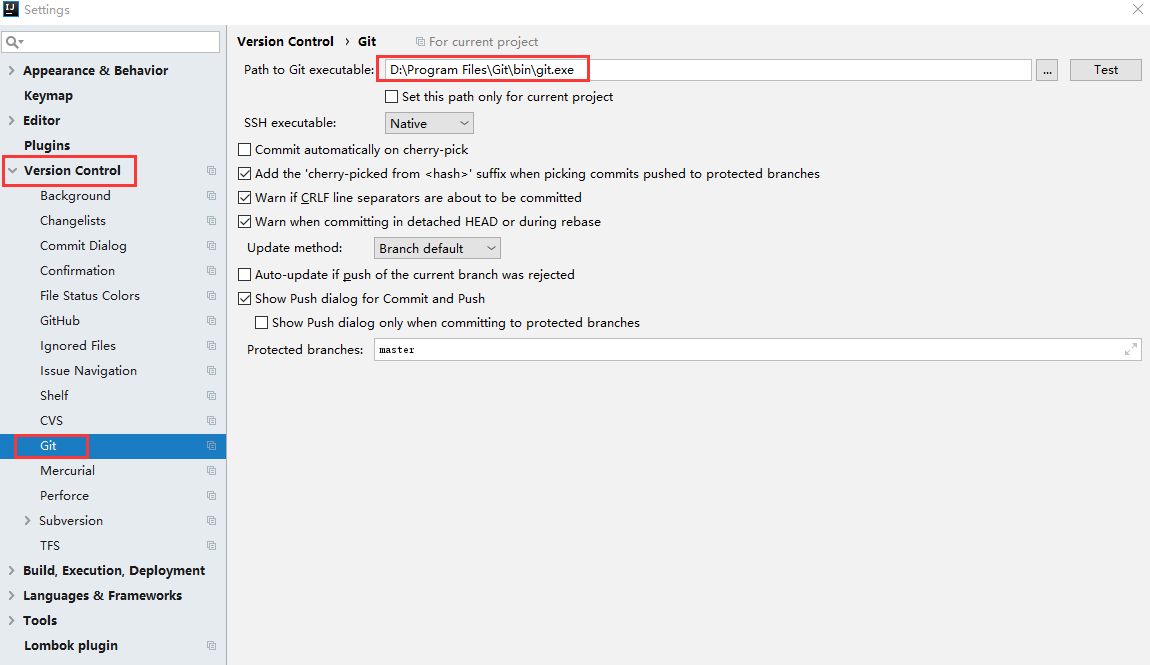 Settings
Appearance & Behavior
Keymap
Editor
Plugins
Version Control
Background
Changelists
Commit Dialog
Confirmation
File Status Colors
GitHub
Ignored Files
Issue Navigation
Shelf
CVS
Git
Mercurial
Perforce
Subversion
TFS
Build, Execution, Deployment
Languages & Frameworks
Tools
Lombok plugin
Version Control › Git For current project
Path to Git executable: D:\Program Files\Git\bin\git.exe ... Test
Set this path only for current project
SSH executable: Native
Commit automatically on cherry-pick
Add the 'cherry-picked from <hash>' suffix when picking commits pushed to protected branches
Warn if CRLF line separators are about to be committed
Warn when committing in detached HEAD or during rebase
Update method: Branch default
Auto-update if push of the current branch was rejected
Show Push dialog for Commit and Push
Show Push dialog only when committing to protected branches
Protected branches: master